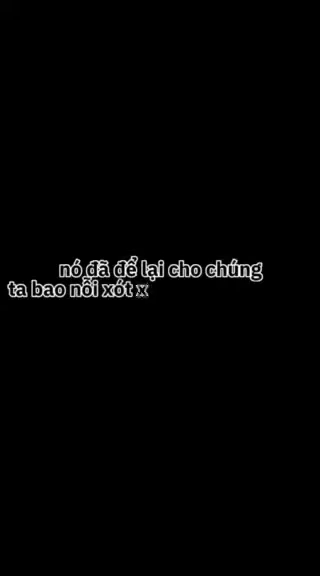 nó đã để lại cho chúng
ta bao nỗi xót x